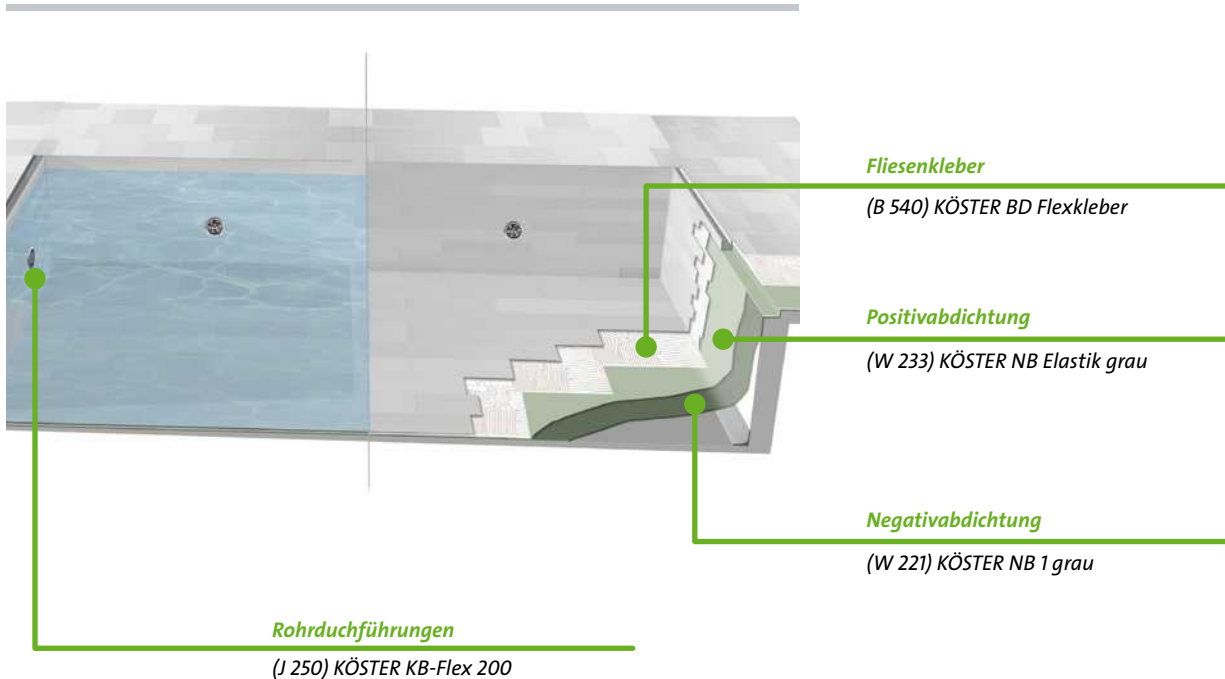 Fliesenkleber
(B 540) KÖSTER BD Flexkleber
Positivabdichtung
(W 233) KÖSTER NB Elastik grau
Negativabdichtung
(W 221) KÖSTER NB 1 grau
Rohrduchführungen
(J 250) KÖSTER KB-Flex 200